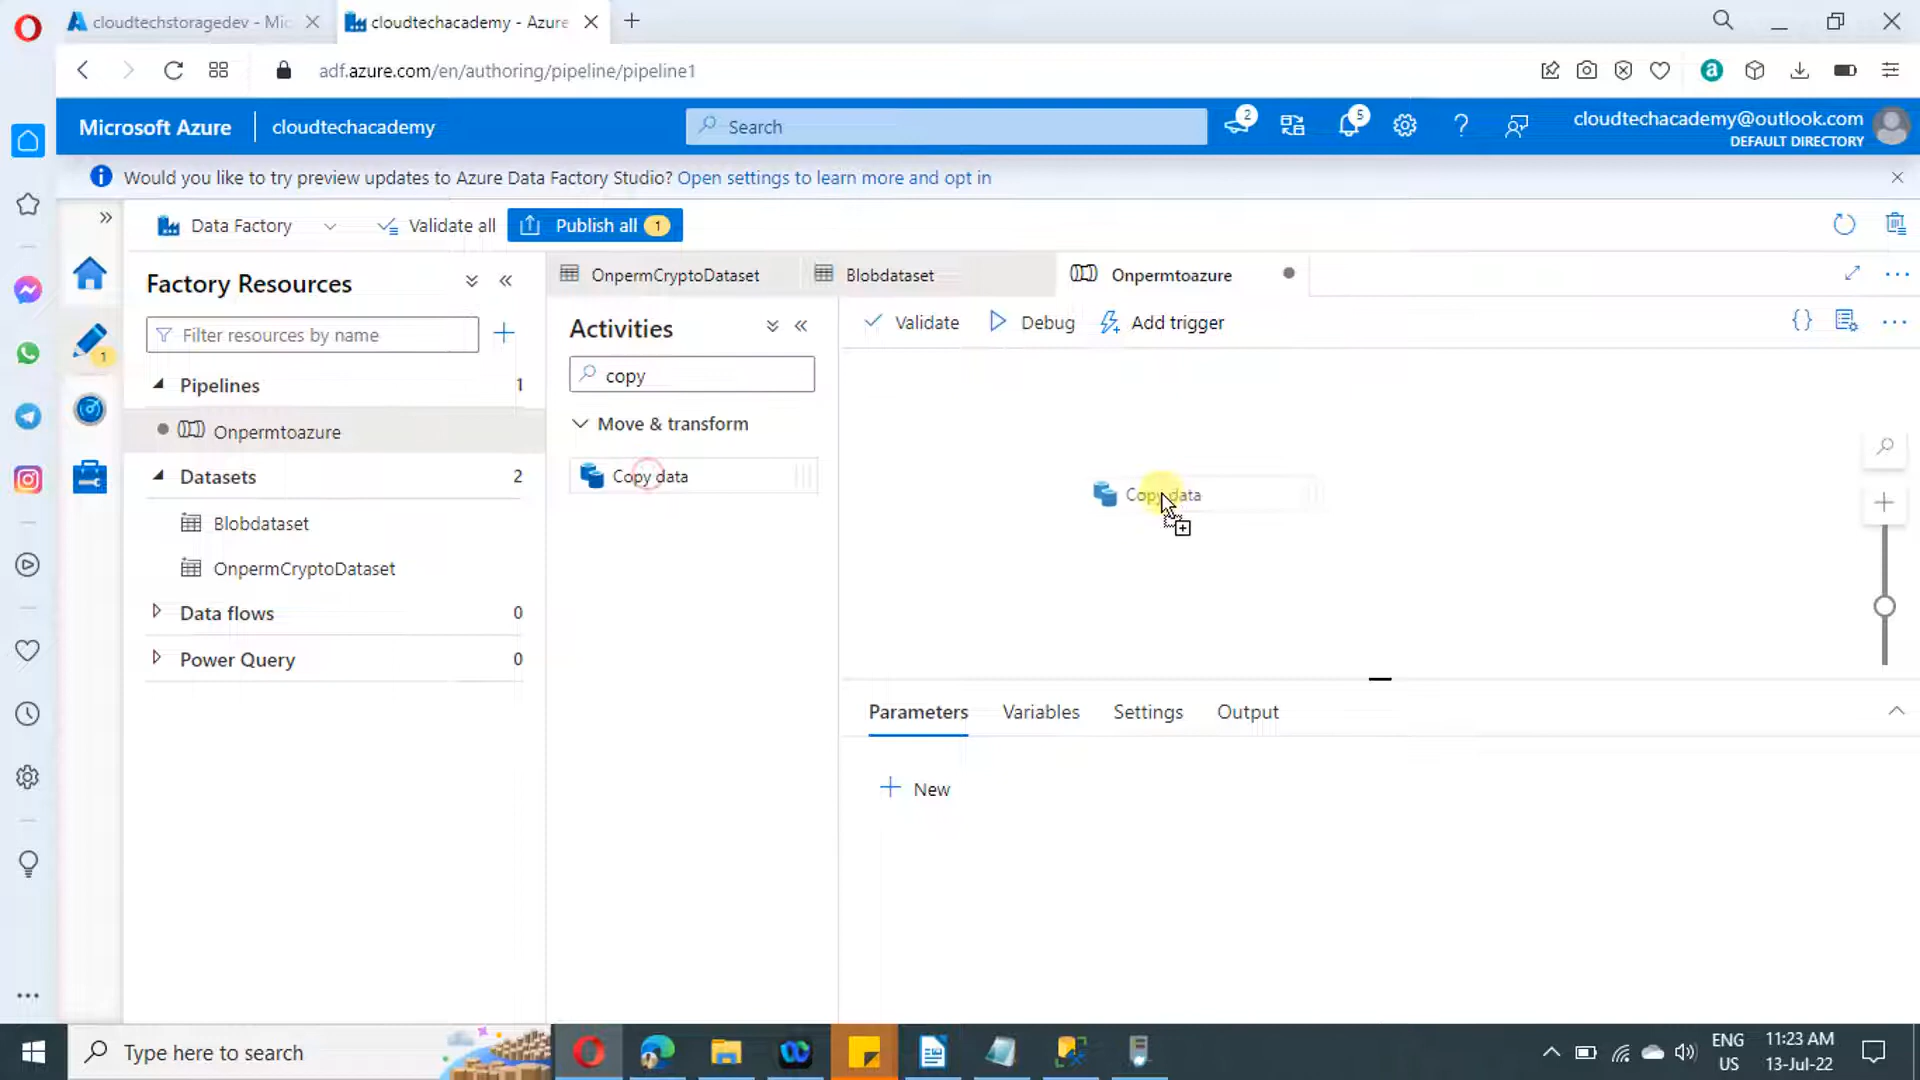 cloudtechstoragedev - Mic
cloudtechacademy - Azure
adf.azure.com/en/authoring/pipeline/pipeline1
a
Microsoft Azure
cloudtechacademy
Search
2
5
?
cloudtechacademy@outlook.com
DEFAULT DIRECTORY
Would you like to try preview updates to Azure Data Factory Studio? Open settings to learn more and opt in
Data Factory
Validate all
Publish all
1
Factory Resources
OnpermCryptoDataset
Blobdataset
Onpermtoazure
Activities
Validate
Debug
Add trigger
{}
Filter resources by name
1
copy
Pipelines
1
Onpermtoazure
Move & transform
Datasets
2
Copy data
Copy data
Blobdataset
OnpermCryptoDataset
Data flows
0
Power Query
0
Parameters
Variables
Settings
Output
New
Type here to search
ENG
US
11:23 AM
13-Jul-22